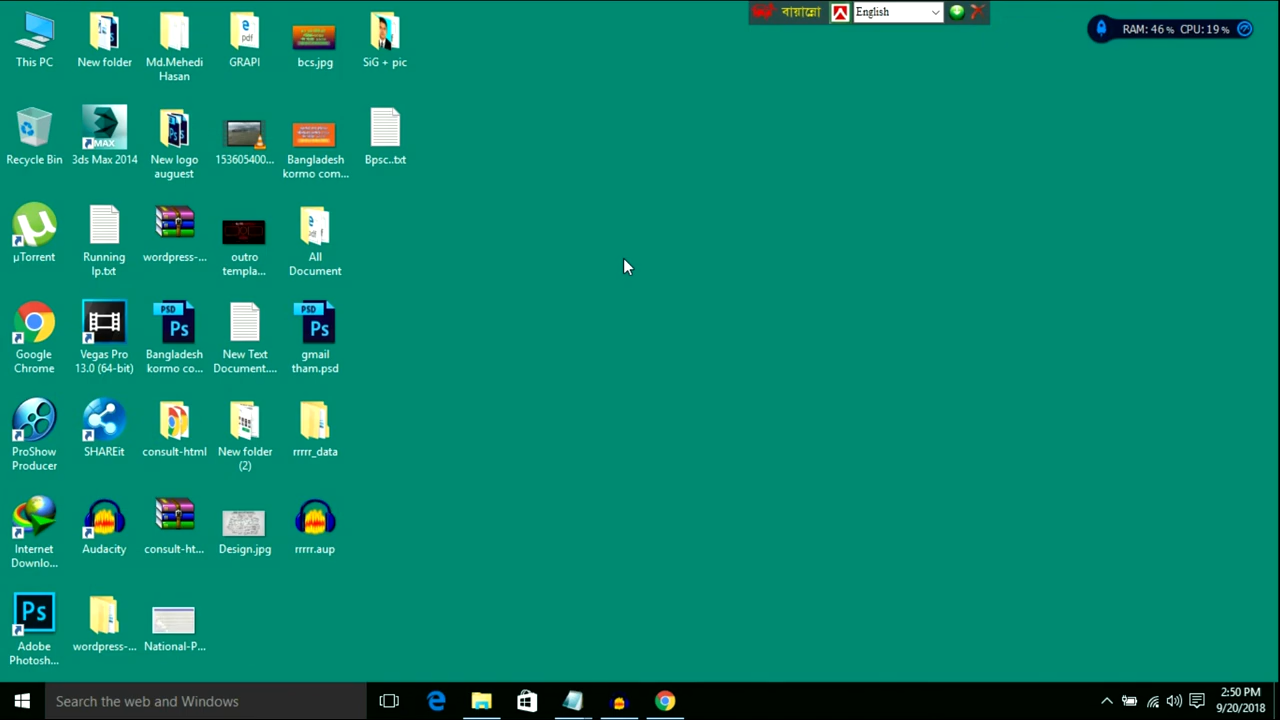 বায়ান্নো
English
RAM: 46 % CPU: 19 %
This PC
New folder
Md.Mehedi
Hasan
GRAPI
bcs.jpg
SiG + pic
Recycle Bin
3ds Max 2014
New logo
auguest
153605400...
Bangladesh
kormo com...
Bpsc..txt
µTorrent
Running
lp.txt
wordpress-...
outro
templa...
All
Document
Google
Chrome
Vegas Pro
13.0 (64-bit)
Bangladesh
kormo co...
New Text
Document....
gmail
tham.psd
ProShow
Producer
SHAREit
consult-html
New folder
(2)
rrrrr_data
Internet
Downlo...
Audacity
consult-ht...
Design.jpg
rrrrr.aup
Adobe
Photosh...
wordpress-...
National-P...
Search the web and Windows
2:50 PM
9/20/2018